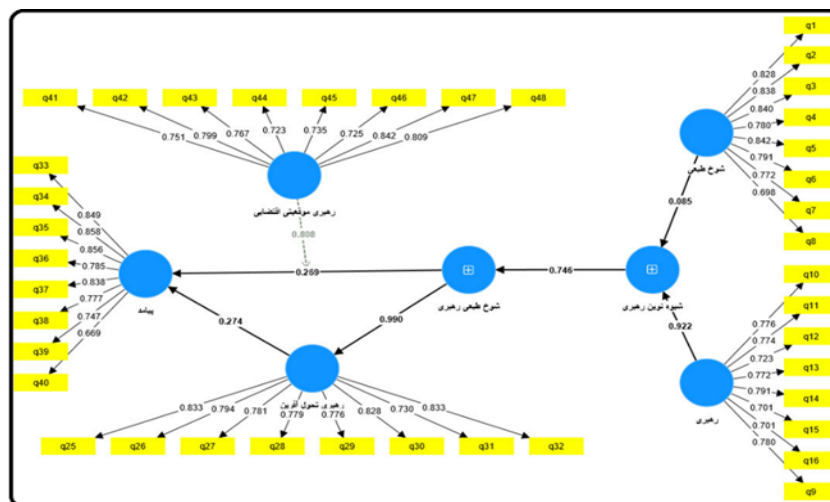 q1
q2
q3
q4
q5
q6
q7
q8
0.828
0.838
0.840
0.780
0.842
0.791
0.772
0.698
شوخ طبعی
q41
q42
q43
q44
q45
q46
q47
q48
0.751
0.799
0.767
0.723
0.735
0.725
0.842
0.809
رهبری موقعیتی اقتضایی
0.808
0.085
q33
q34
q35
q36
q37
q38
q39
q40
0.849
0.858
0.856
0.785
0.838
0.777
0.747
0.669
پیامد
0.269
شوخ طبعی رهبری
0.746
شیوه نوین رهبری
0.274
0.990
0.922
رهبری تحول آفرین
0.833
0.794
0.781
0.779
0.776
0.828
0.730
0.833
q25
q26
q27
q28
q29
q30
q31
q32
q10
q11
q12
q13
q14
q15
q16
q9
0.776
0.774
0.723
0.772
0.791
0.701
0.701
0.780
رهبری